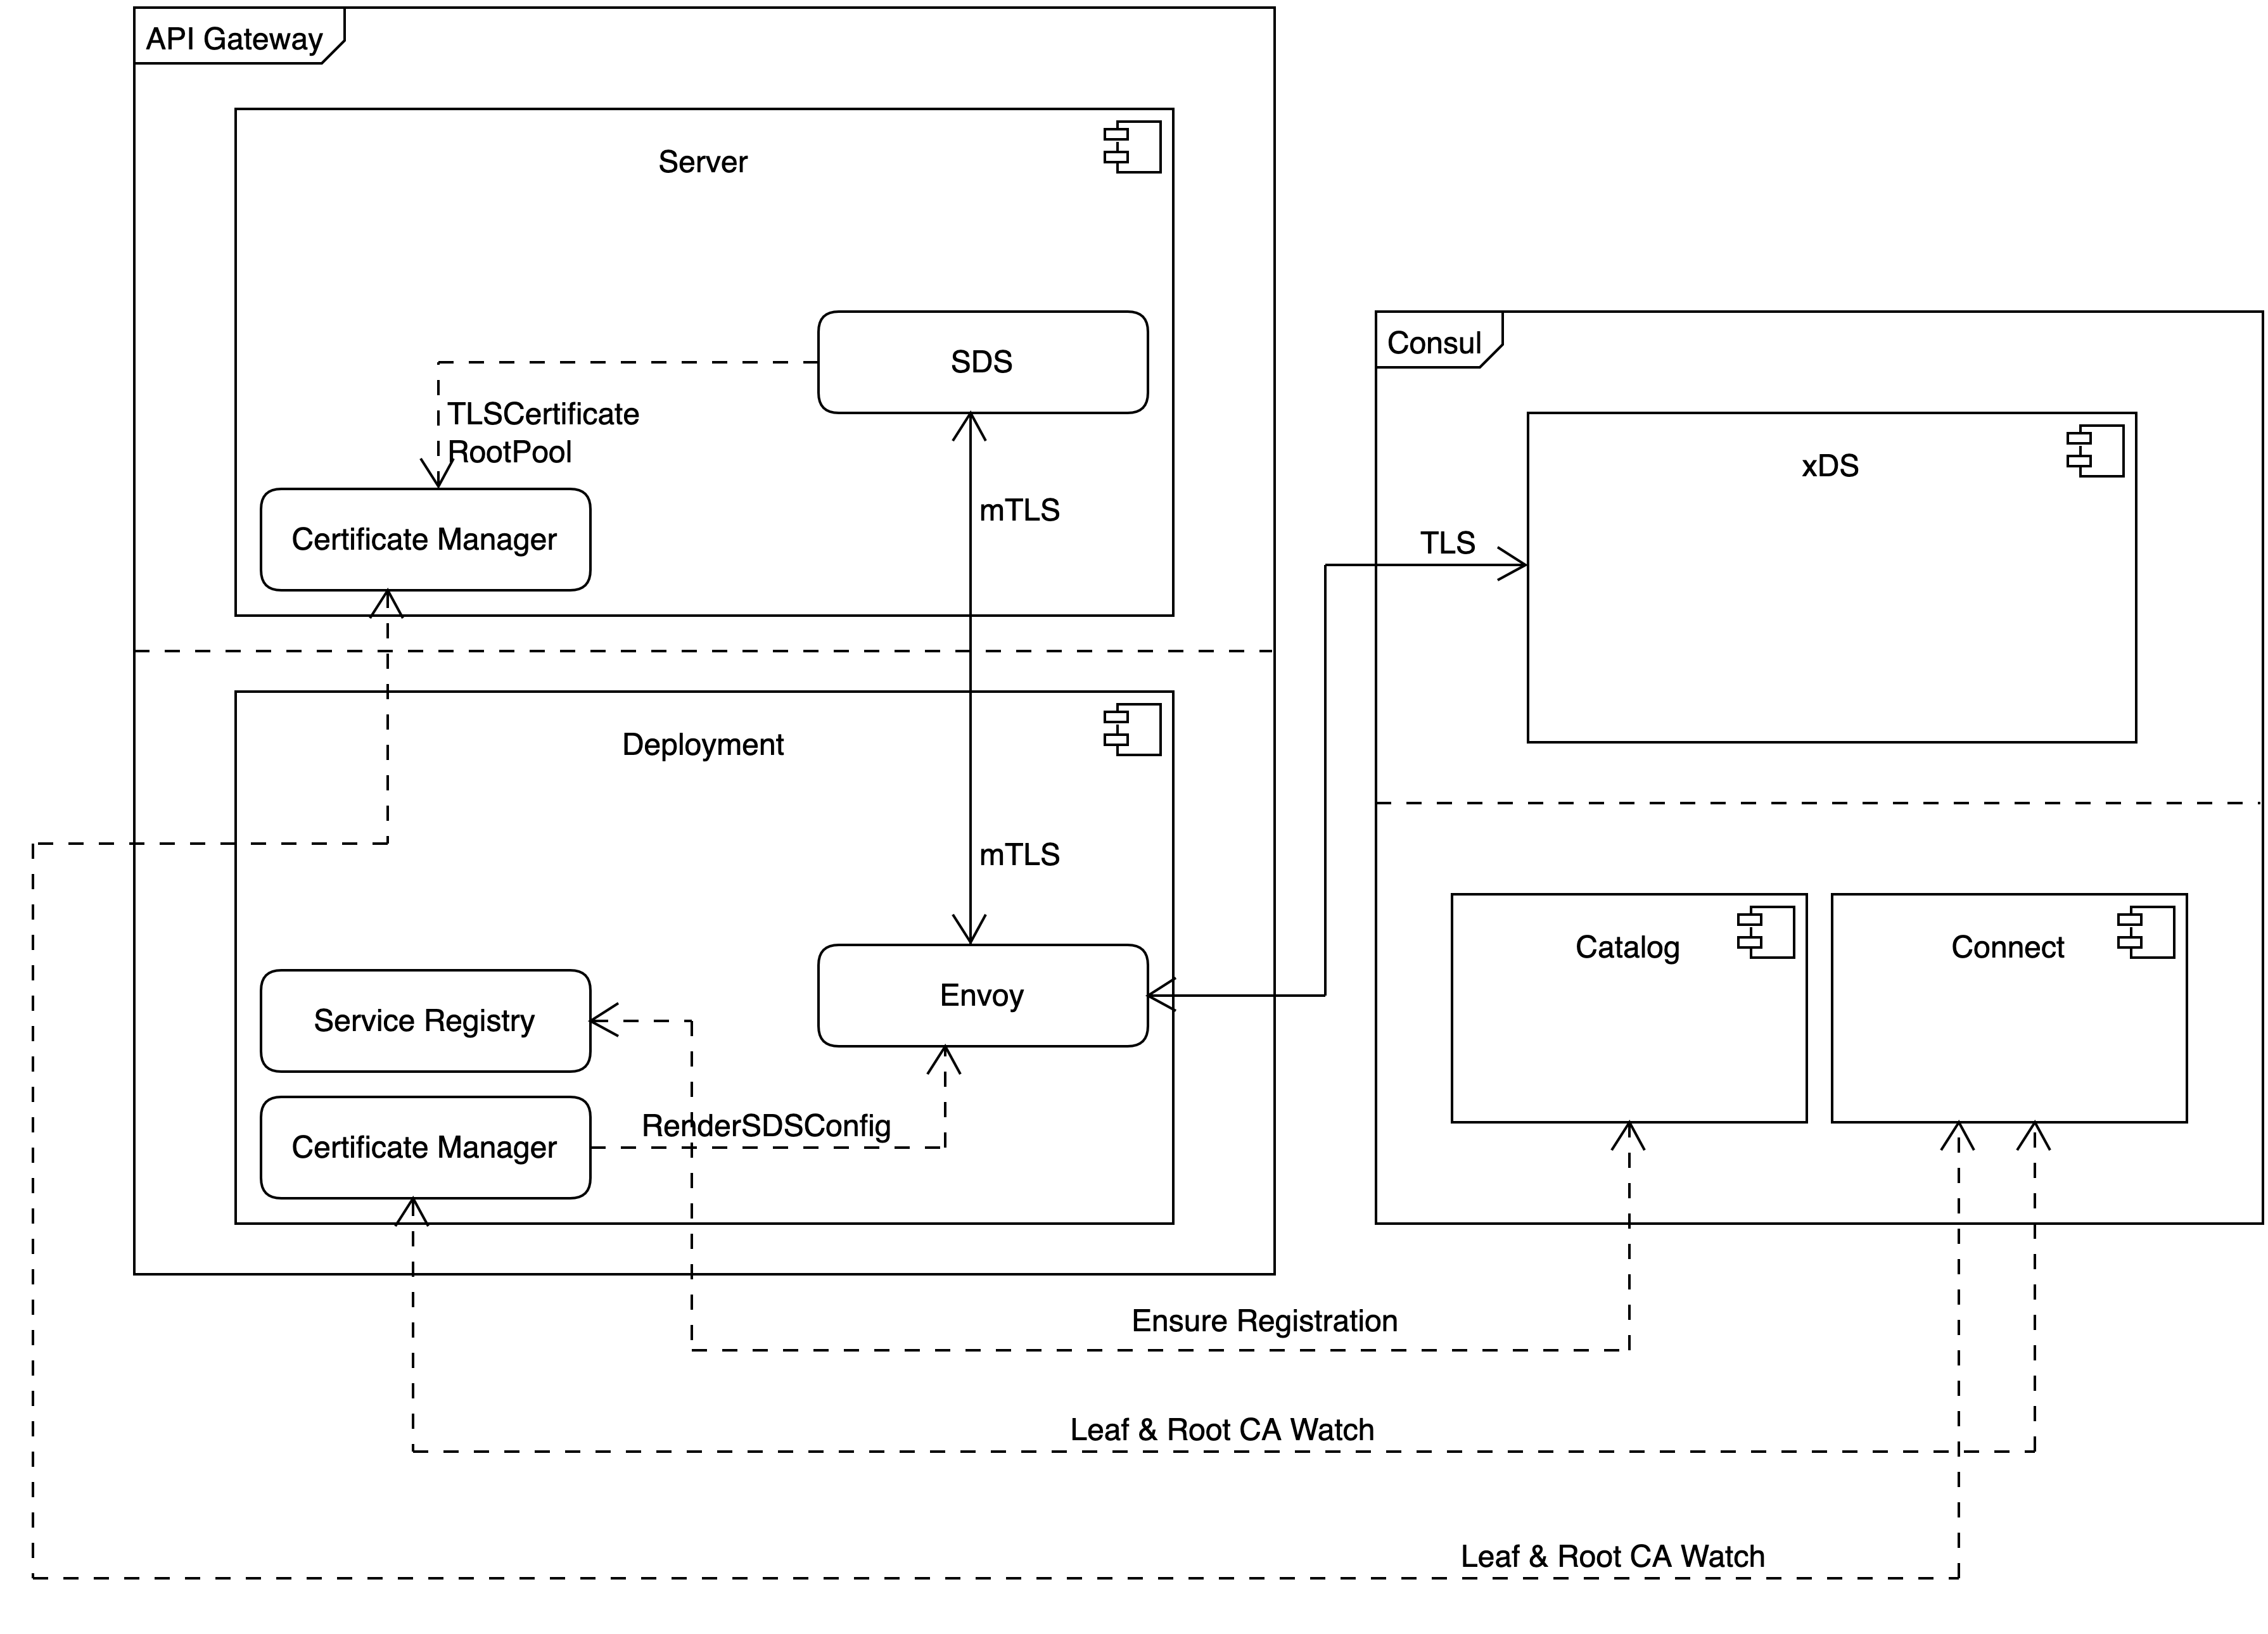 API Gateway
Server
SDS
TLSCertificate
RootPool
Certificate Manager
mTLS
Deployment
mTLS
Service Registry
Envoy
RenderSDSConfig
Certificate Manager
Consul
xDS
TLS
Catalog
Connect
Ensure Registration
Leaf & Root CA Watch
Leaf & Root CA Watch